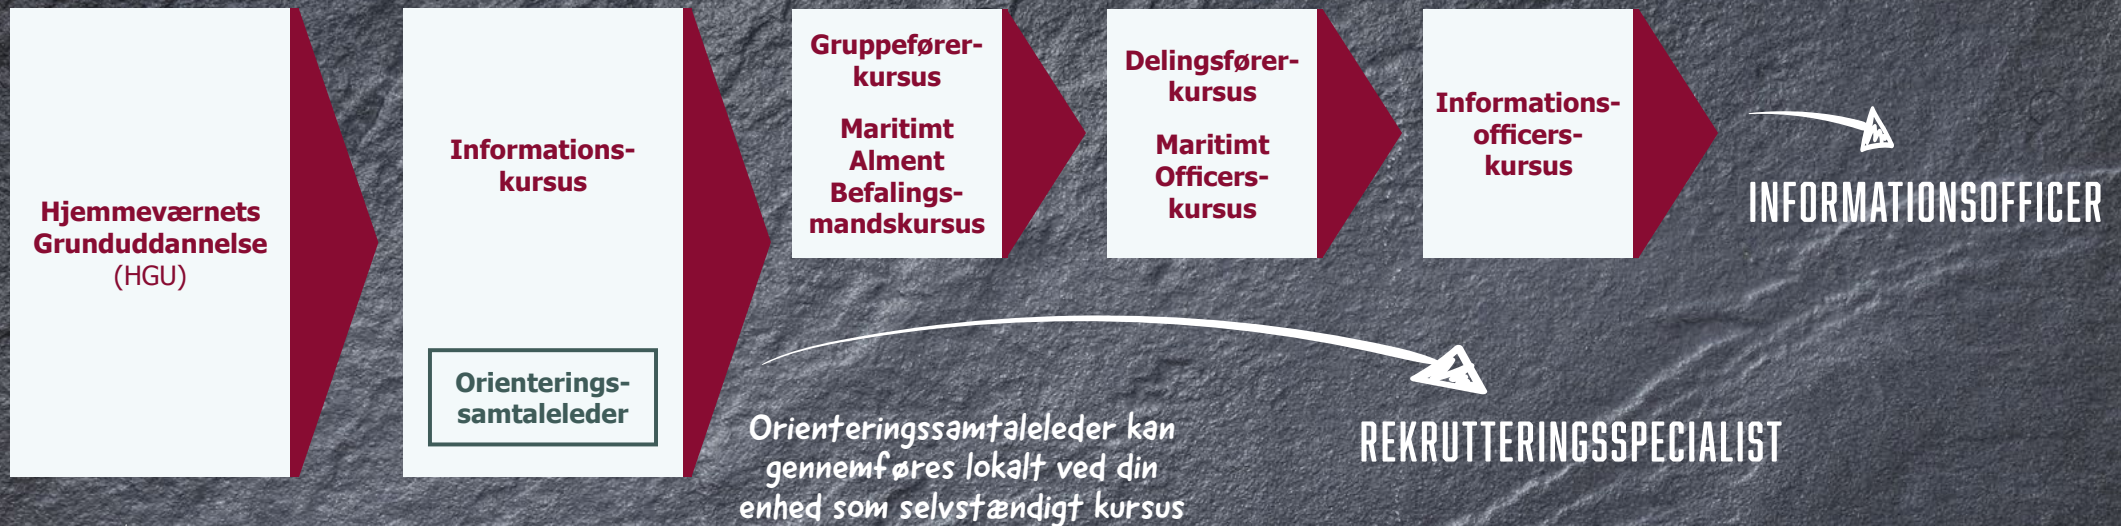 Hjemmeværnets
Grunduddannelse
(HGU)
Informations-
kursus
Orienterings-
samtaleleder
Gruppefører-
kursus
Maritimt
Alment
Befalings-
mandskursus
Delingsfører-
kursus
Maritimt
Officers-
kursus
Informations-
officers-
kursus
INFORMATIONSOFFICER
Orienteringssamtaleleder kan
gennemføres lokalt ved din
enhed som selvstændigt kursus
REKRUTTERINGSSPECIALIST